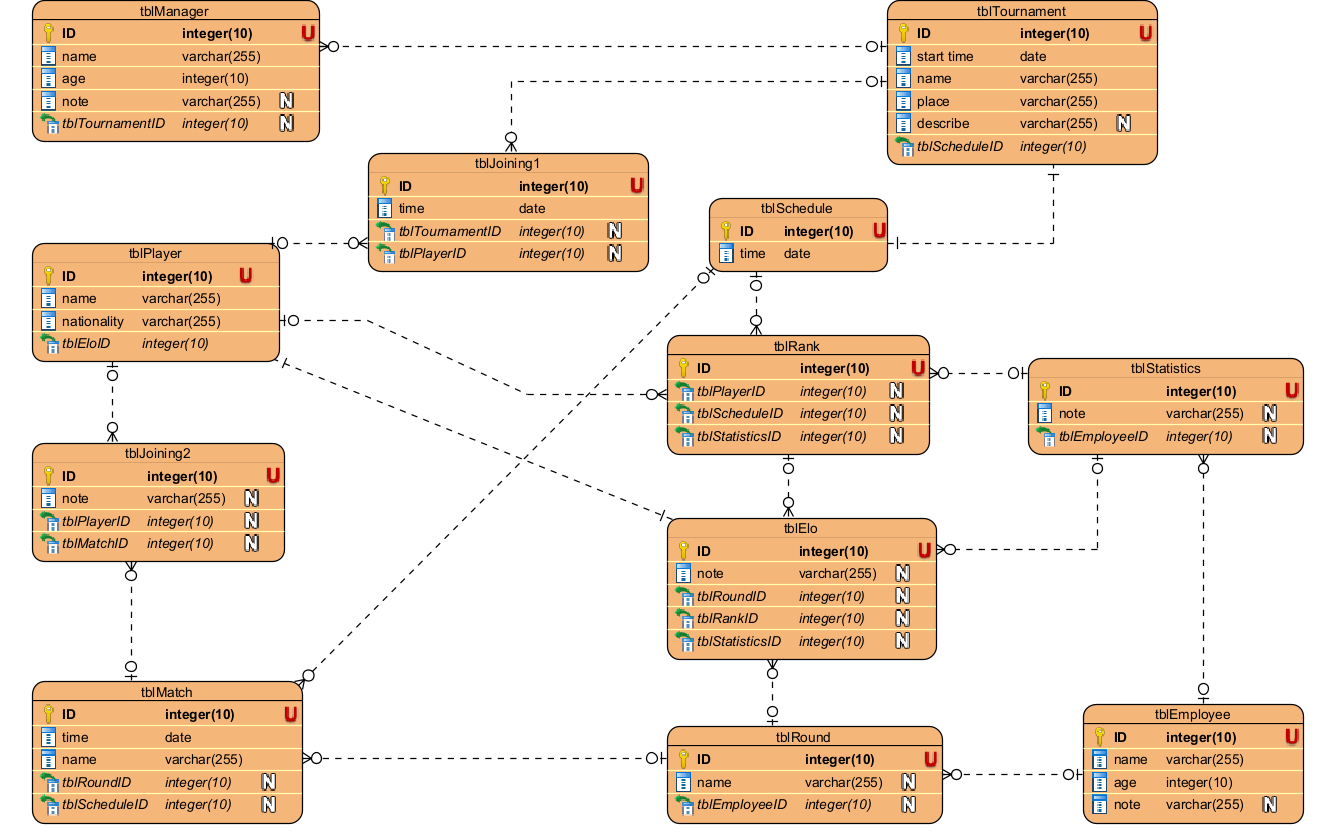 tblManager
ID integer(10) U
name varchar(255)
age integer(10)
note varchar(255) N
tblTournamentID integer(10) N
tblTournament
ID integer(10) U
start time date
name varchar(255)
place varchar(255)
describe varchar(255) N
tblScheduleID integer(10)
tblJoining1
ID integer(10) U
time date
tblTournamentID integer(10) N
tblPlayerID integer(10) N
tblSchedule
ID integer(10) U
time date
tblPlayer
ID integer(10) U
name varchar(255)
nationality varchar(255)
tblEloID integer(10)
tblRank
ID integer(10) U
tblPlayerID integer(10) N
tblScheduleID integer(10) N
tblStatisticsID integer(10) N
tblStatistics
ID integer(10) U
note varchar(255) N
tblEmployeeID integer(10) N
tblJoining2
ID integer(10) U
note varchar(255) N
tblPlayerID integer(10) N
tblMatchID integer(10) N
tblElo
ID integer(10) U
note varchar(255) N
tblRoundID integer(10) N
tblRankID integer(10) N
tblStatisticsID integer(10) N
tblMatch
ID integer(10) U
time date
name varchar(255)
tblRoundID integer(10) N
tblScheduleID integer(10) N
tblRound
ID integer(10) U
name varchar(255) N
tblEmployeeID integer(10) N
tblEmployee
ID integer(10) U
name varchar(255)
age integer(10)
note varchar(255) N